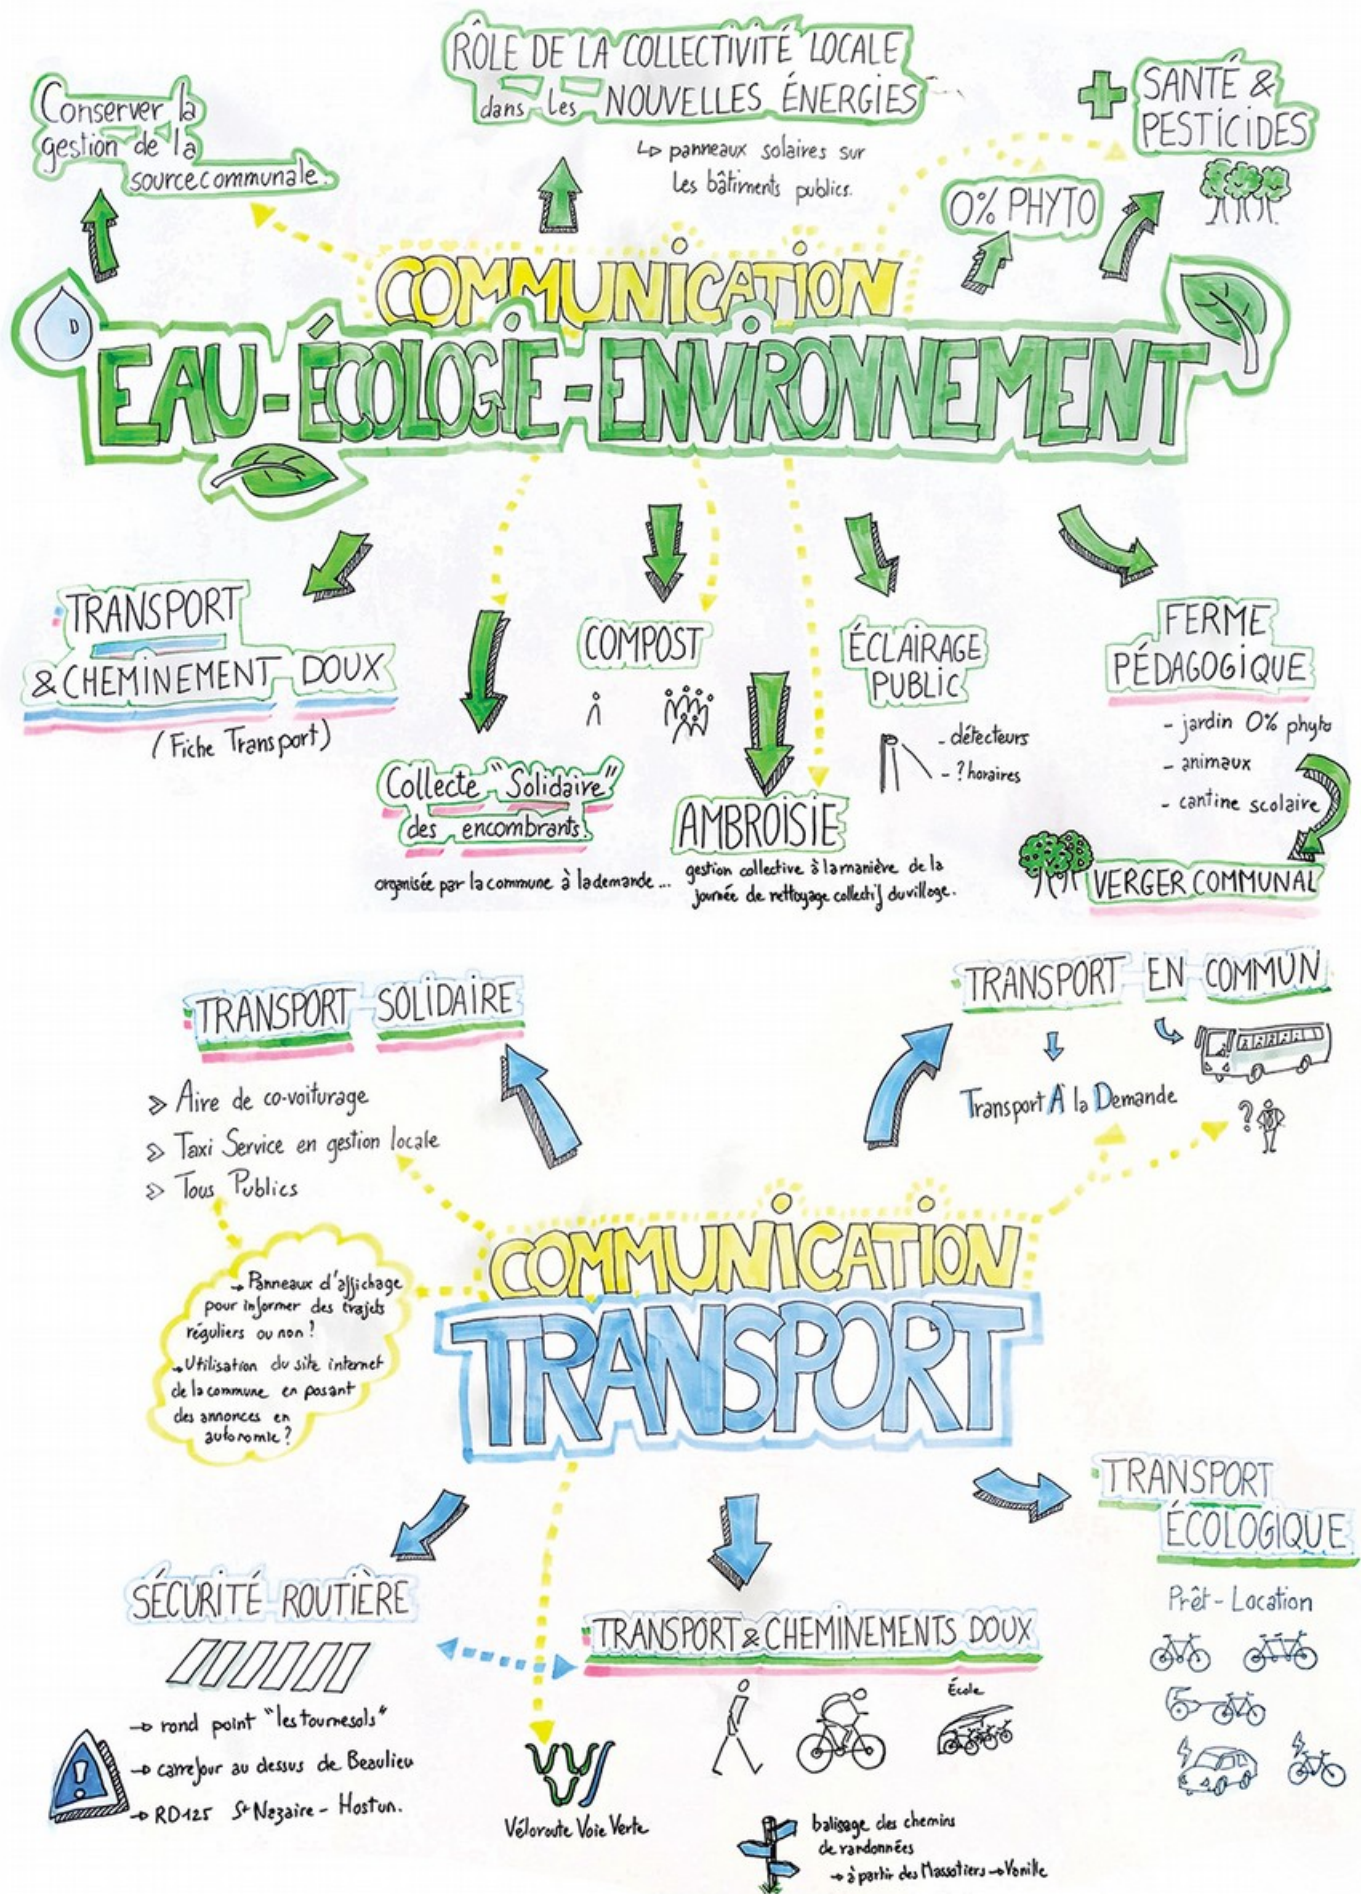 RÔLE DE LA COLLECTIVITÉ LOCALE
dans les NOUVELLES ÉNERGIES
↳ panneaux solaires sur
les bâtiments publics.
Conserver la
gestion de la
source communale.
+ SANTÉ &
PESTICIDES
0% PHYTO
COMMUNICATION
EAU-ÉCOLOGIE-ENVIRONNEMENT
TRANSPORT
& CHEMINEMENT DOUX
(Fiche Transport)
Collecte "Solidaire"
des encombrants.
organisée par la commune à la demande...
COMPOST
AMBROISIE
gestion collective à la manière de la
journée de nettoyage collectif du village.
ÉCLAIRAGE
PUBLIC
- détecteurs
- ? horaires
FERME
PÉDAGOGIQUE
- jardin 0% phyto
- animaux
- cantine scolaire
VERGER COMMUNAL
TRANSPORT SOLIDAIRE
> Aire de co-voiturage
> Taxi Service en gestion locale
> Tous Publics
TRANSPORT EN COMMUN
Transport A la Demande
?
→ Panneaux d'affichage
pour informer des trajets
réguliers ou non ?
→ Utilisation du site internet
de la commune en posant
des annonces en
autonomie ?
COMMUNICATION
TRANSPORT
SÉCURITÉ ROUTIÈRE
→ rond point "les tournesols"
→ carrefour au dessus de Beaulieu
→ RD125 St Nazaire - Hostun.
!
Véloroute Voie Verte
TRANSPORT & CHEMINEMENTS DOUX
École
balisage des chemins
de randonnées
→ à partir des Massotiers →
TRANSPORT
ÉCOLOGIQUE
Prêt - Location